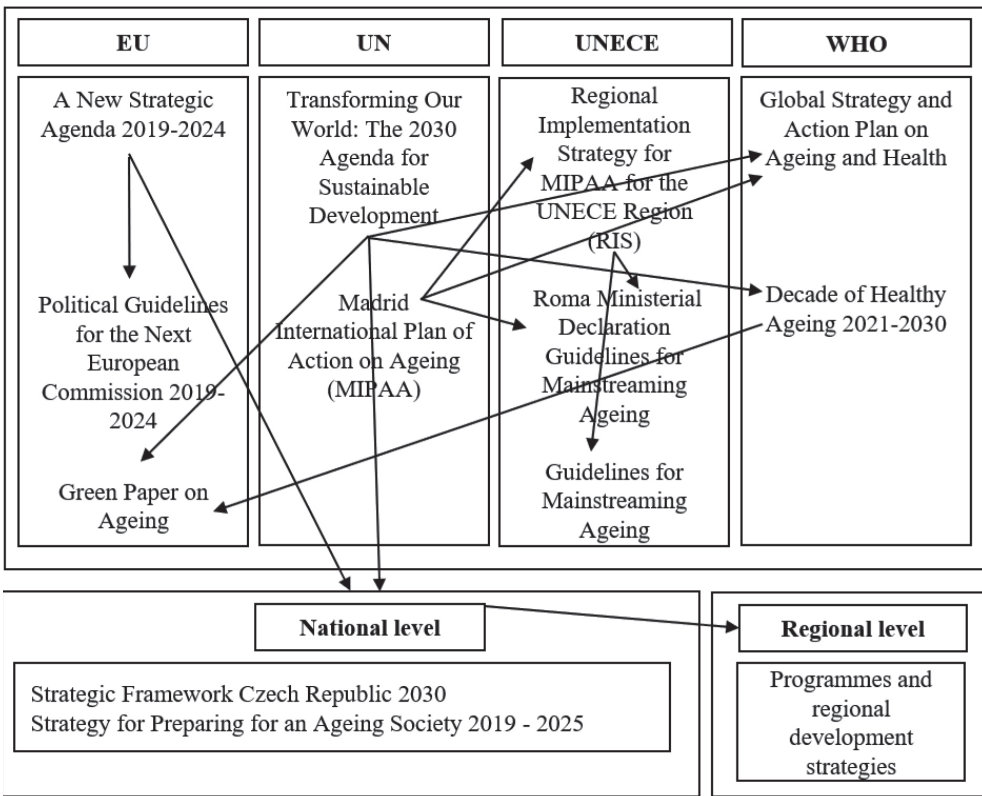 EU
A New Strategic
Agenda 2019-2024
Political Guidelines
for the Next
European
Commission 2019-
2024
Green Paper on
Ageing
UN
Transforming Our
World: The 2030
Agenda for
Sustainable
Development
Madrid
International Plan of
Action on Ageing
(MIPAA)
UNECE
Regional
Implementation
Strategy for
MIPAA for the
UNECE Region
(RIS)
Roma Ministerial
Declaration
Guidelines for
Mainstreaming
Ageing
Guidelines for
Mainstreaming
Ageing
WHO
Global Strategy and
Action Plan on
Ageing and Health
Decade of Healthy
Ageing 2021-2030
National level
Strategic Framework Czech Republic 2030
Strategy for Preparing for an Ageing Society 2019 - 2025
Regional level
Programmes and
regional
development
strategies